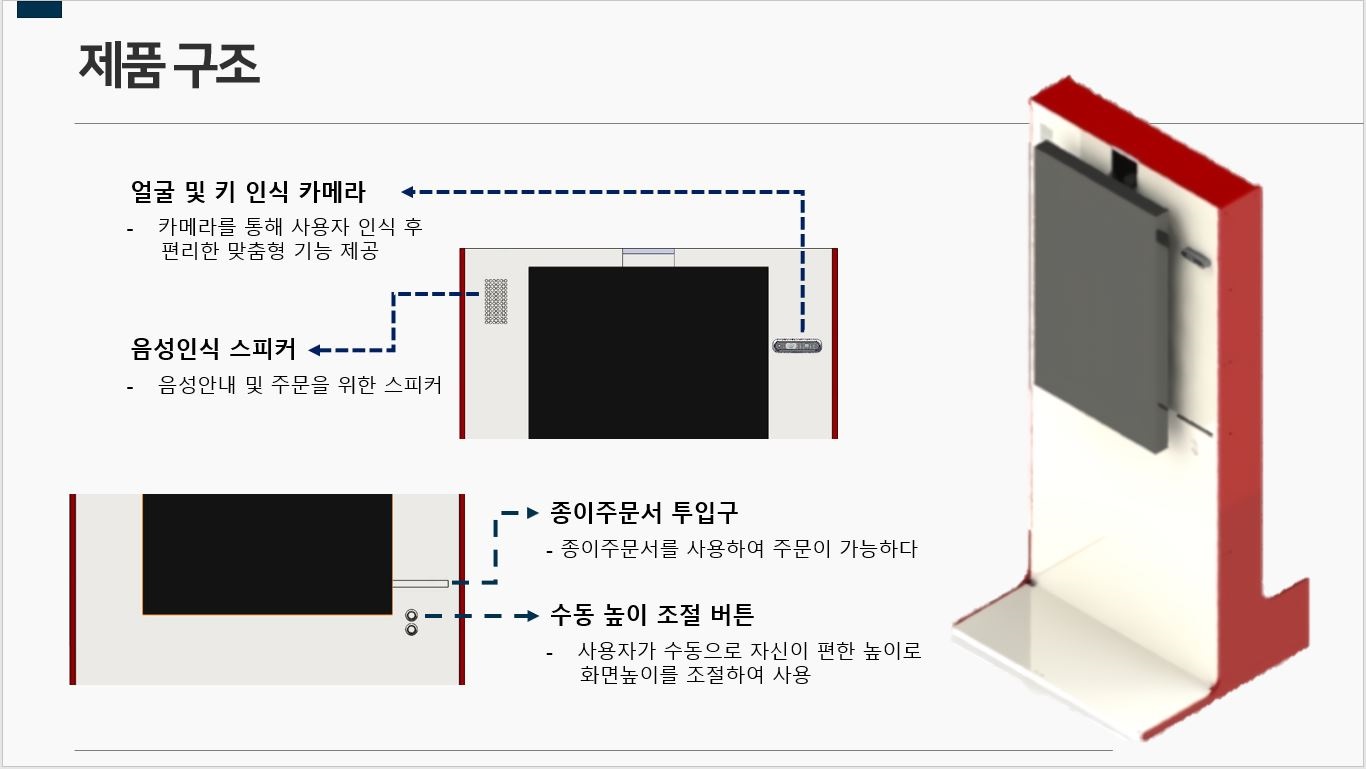 제품 구조
얼굴 및 키 인식 카메라
- 카메라를 통해 사용자 인식 후
편리한 맞춤형 기능 제공
음성인식 스피커
- 음성안내 및 주문을 위한 스피커
종이주문서 투입구
- 종이주문서를 사용하여 주문이 가능하다
수동 높이 조절 버튼
- 사용자가 수동으로 자신이 편한 높이로
화면높이를 조절하여 사용